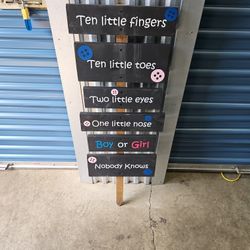 Ten little fingers
Ten little toes
Two little eyes
One little nose
Boy or Girl
Nobody Knows